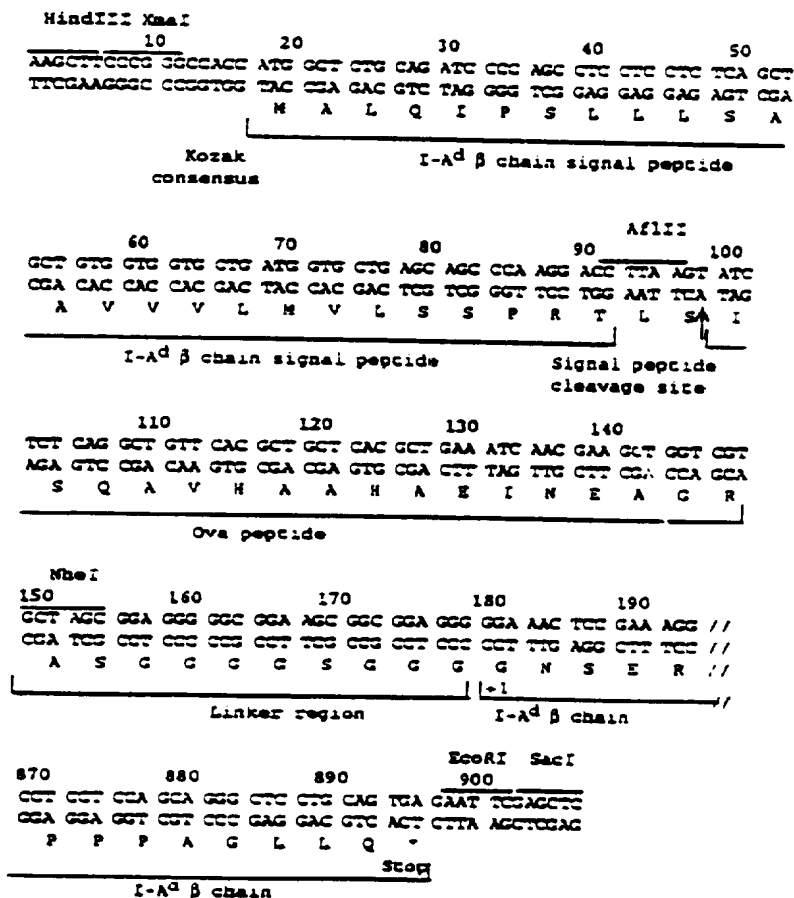 HindIII XmaI
10 20 30 40 50
AAGCTTCCCG GGCCACC ATG GCT CTG CAG ATC CCC AGC CTC CTC CTC TCA GCT
TTCGAAGGGC CCGGTGG TAC CGA GAC GTC TAG GGG TCG GAG GAG GAG AGT CGA
M A L Q I P S L L L S A
Kozak consensus
I-Ad β chain signal peptide
AflII
60 70 80 90 100
GCT GTG GTG GTG CTG ATG GTG CTG AGC AGC CCA AGG ACC TTA AGT ATC
CGA CAC CAC CAC GAC TAC CAC GAC TCG TCG GGT TCC TGG AAT TCA TAG
A V V V L M V L S S P R T L S I
I-Ad β chain signal peptide
Signal peptide cleavage site
110 120 130 140
TCT CAG GCT GTT CAC GCT GCT CAC GCT GAA ATC AAC GAA GCT GGT CGT
AGA GTC CGA CAA GTG CGA CGA GTG CGA CTT TAG TTG CTT CGA CCA GCA
S Q A V H A A H A E I N E A G R
Ova peptide
NheI
150 160 170 180 190
GCT AGC GGA GGG GGC GGA AGC GGC GGA GGG GGA AAC TCC GAA AGG //
CGA TCG CCT CCC CCG CCT TCG CCG CCT CCC CCT TTG AGG CTT TCC //
A S G G G G S G G G G N S E R //
+1
Linker region
I-Ad β chain //
EcoRI SacI
870 880 890 900
CCT CCT CCA GCA GGG CTC CTG CAG TGA GAAT TCGAGCTC
GGA GGA GGT CGT CCC GAG GAC GTC ACT CTTA AGCTCGAG
P P P A G L L Q *
Stop
I-Ad β chain